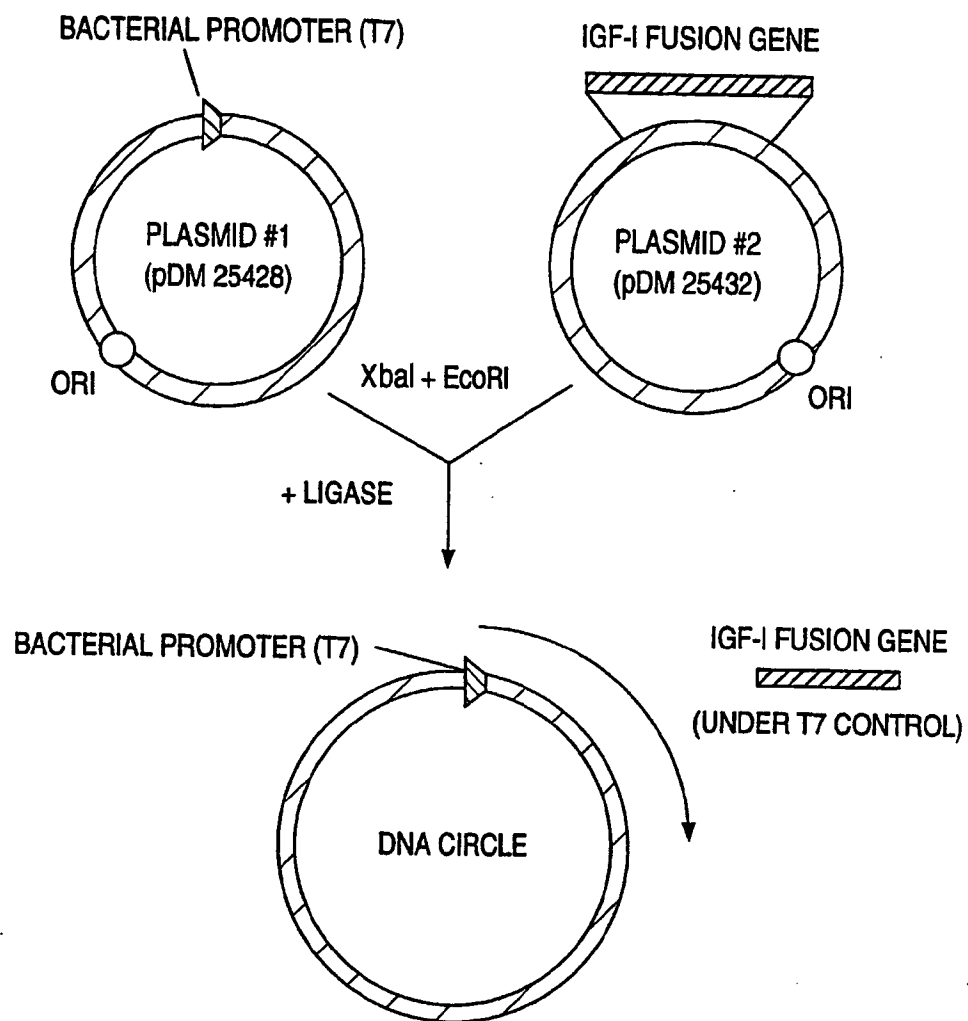 BACTERIAL PROMOTER (T7)
IGF-I FUSION GENE
PLASMID #1
(pDM 25428)
PLASMID #2
(pDM 25432)
ORI
XbaI + EcoRI
ORI
+ LIGASE
BACTERIAL PROMOTER (T7)
IGF-I FUSION GENE
(UNDER T7 CONTROL)
DNA CIRCLE